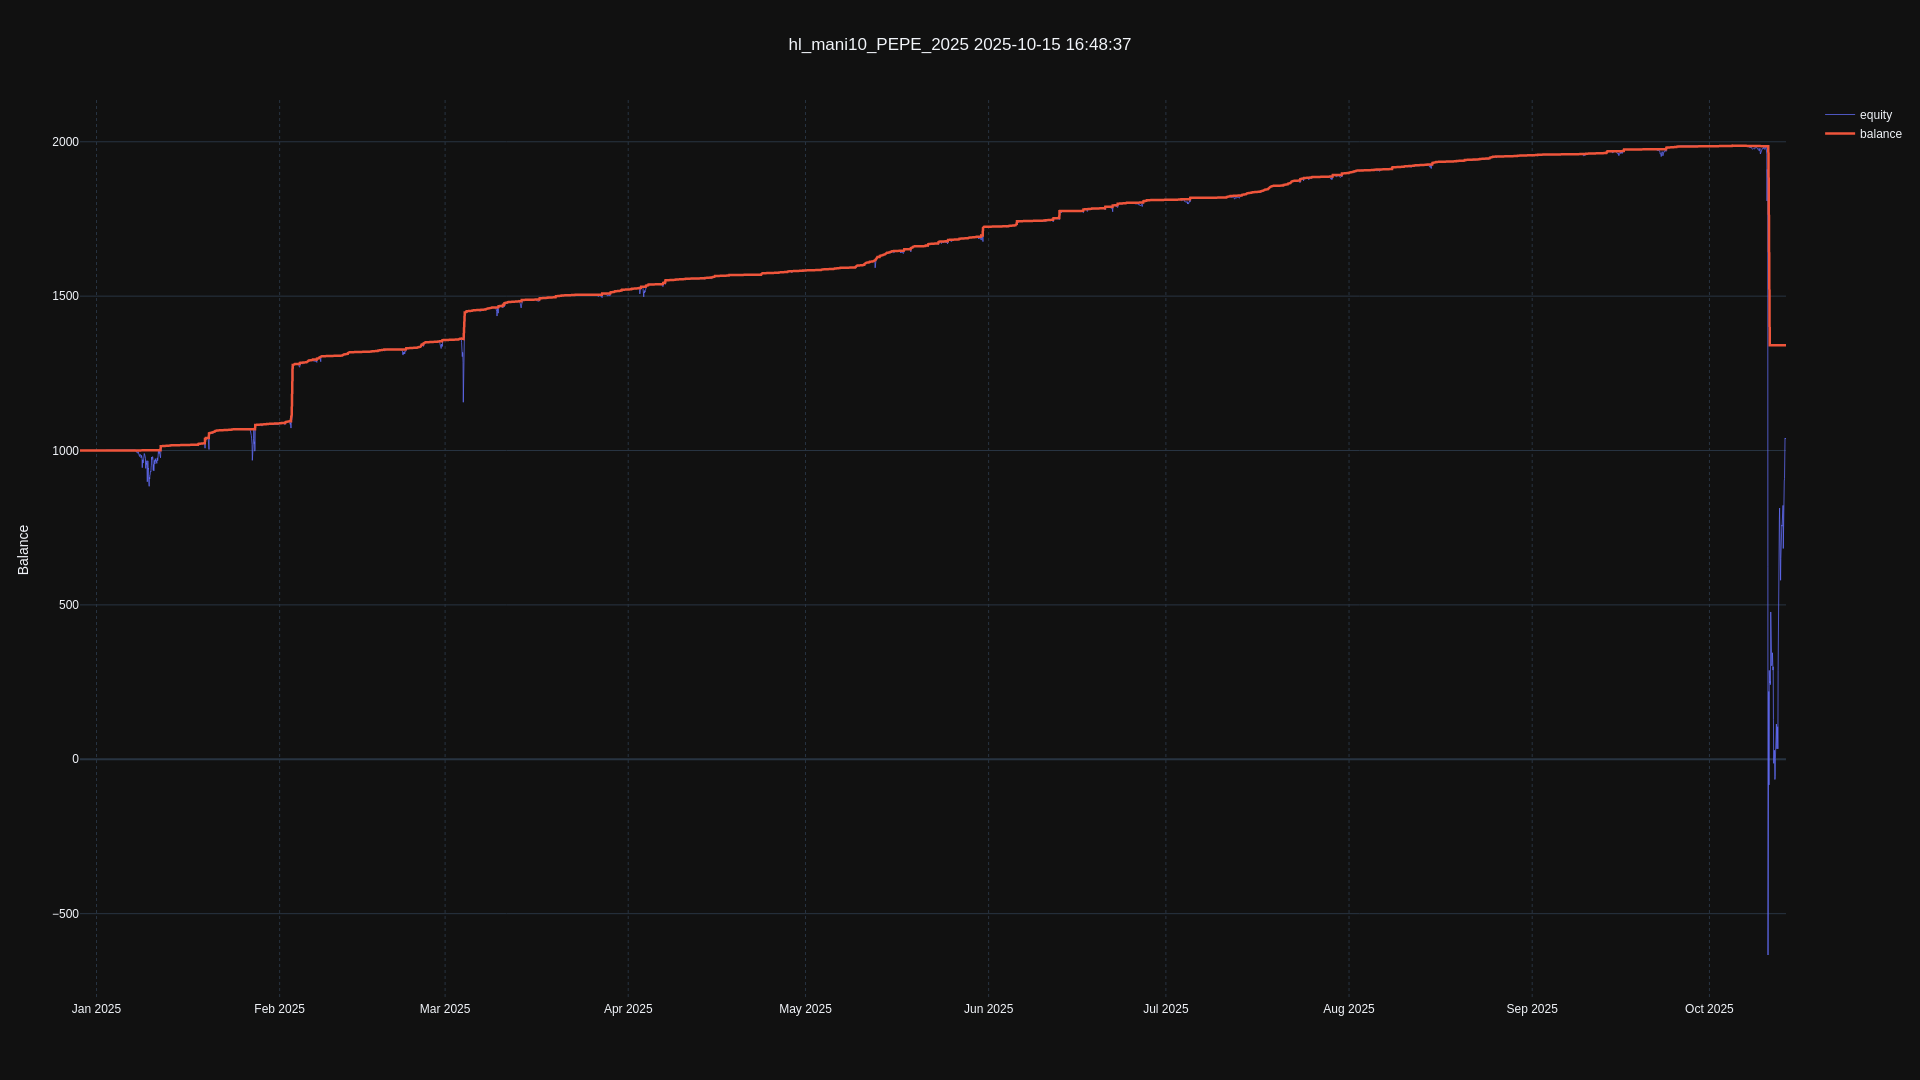 hl_mani10_PEPE_2025 2025-10-15 16:48:37
equity
balance
2000
1500
1000
500
0
−500
Balance
Jan 2025
Feb 2025
Mar 2025
Apr 2025
May 2025
Jun 2025
Jul 2025
Aug 2025
Sep 2025
Oct 2025